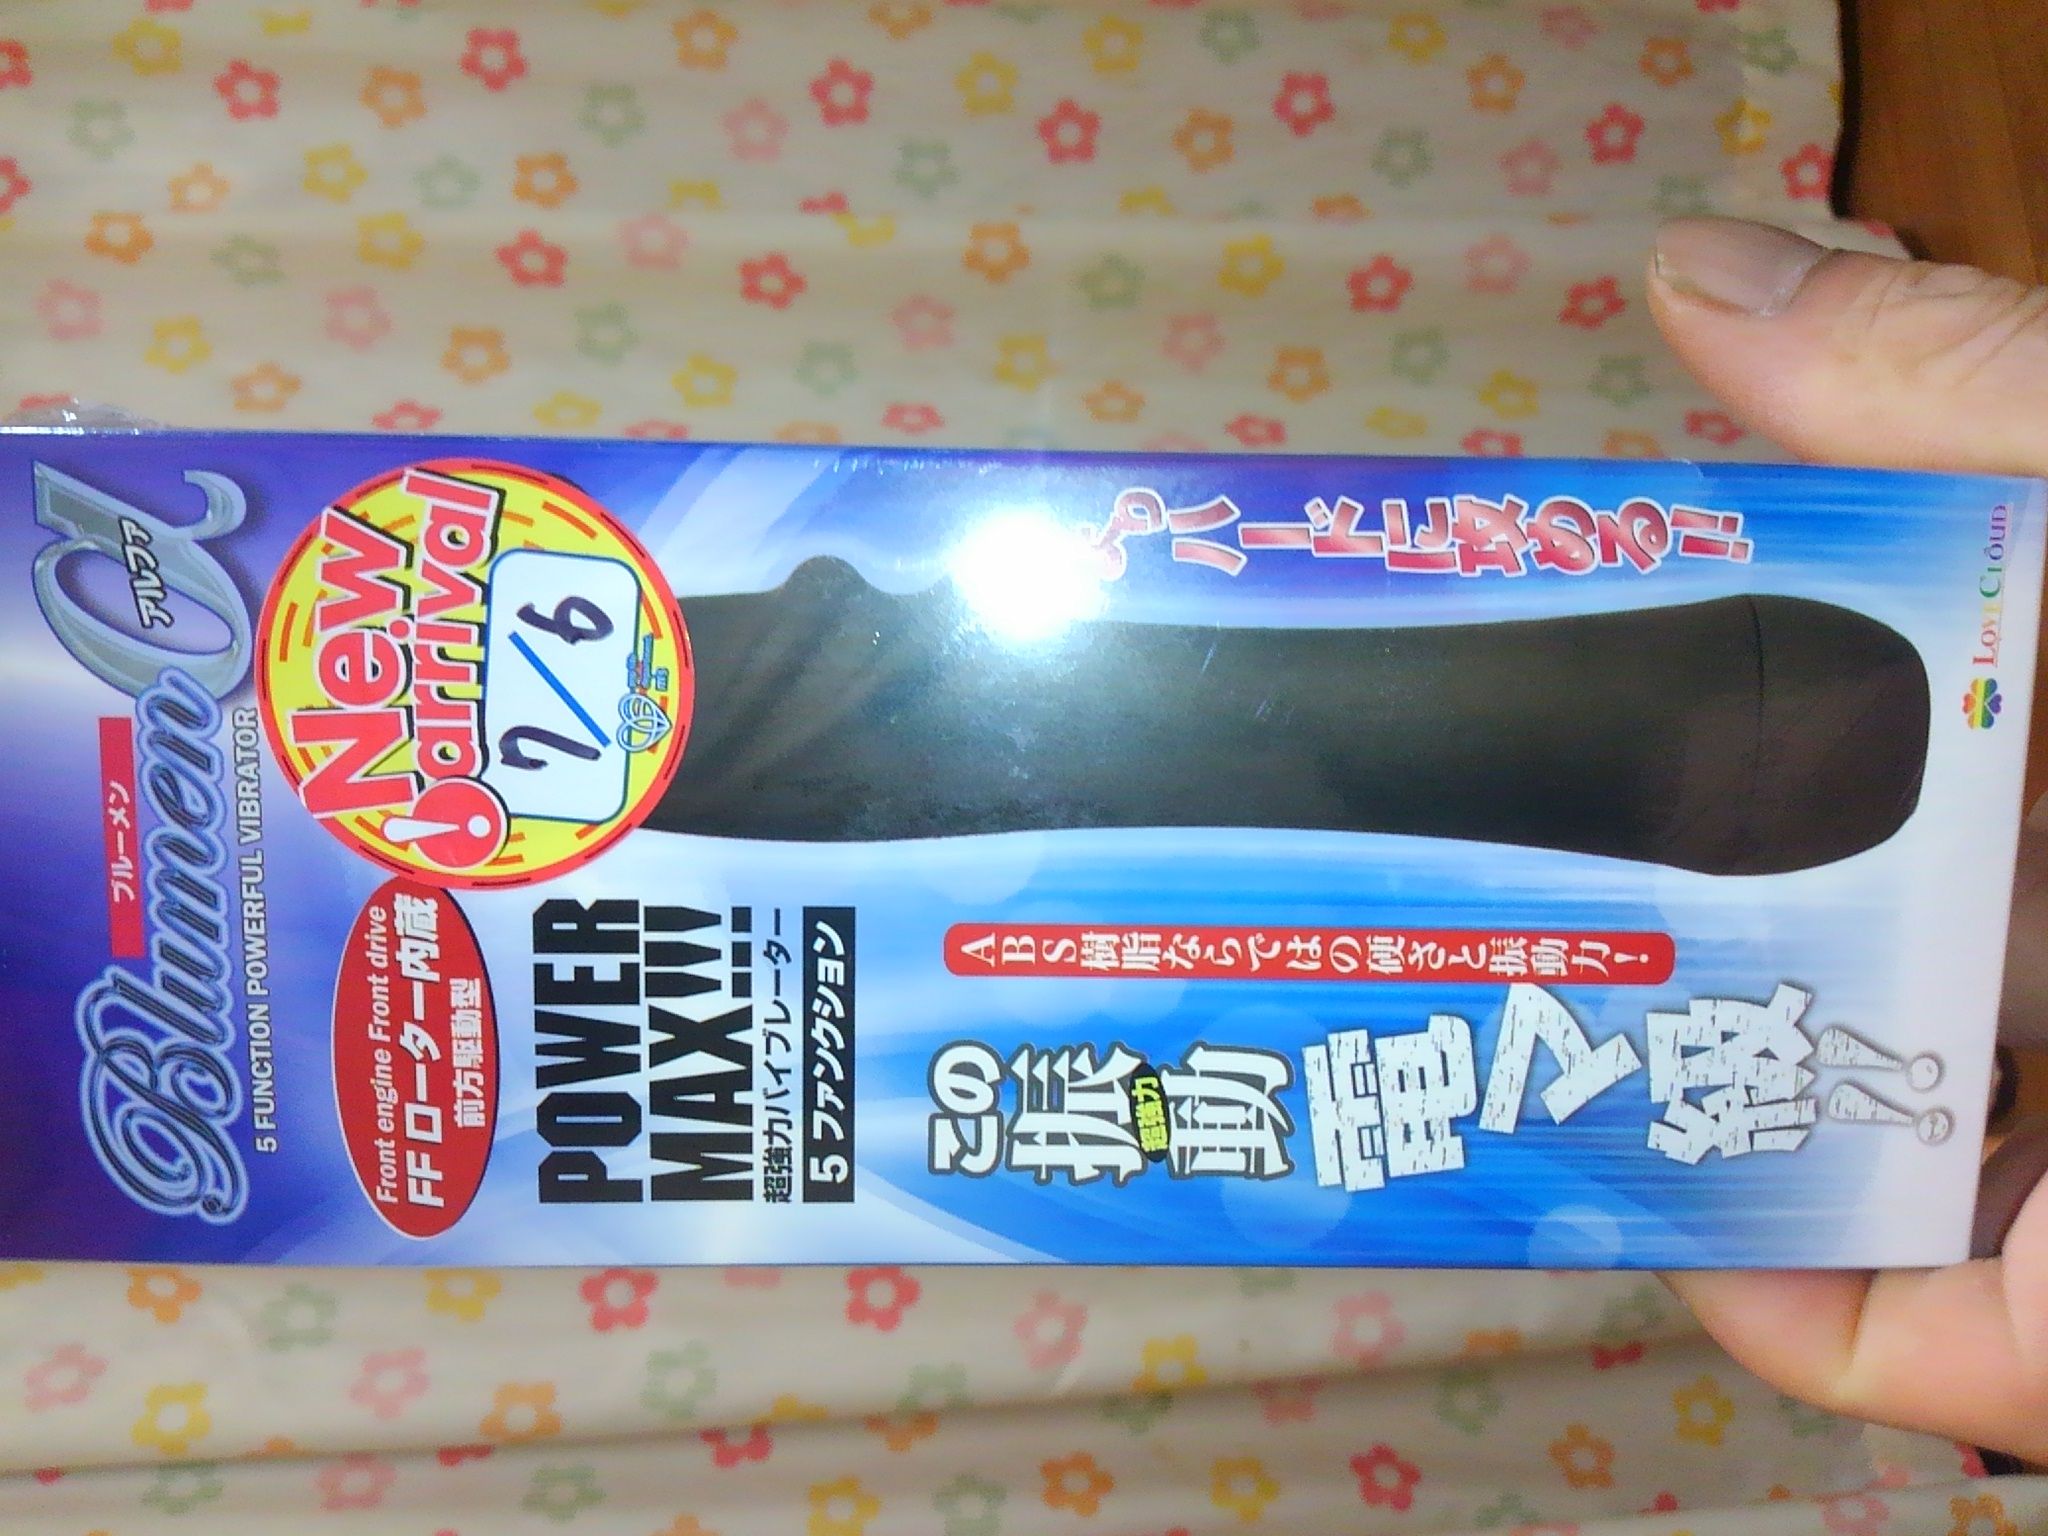 ブルーメン
Blumen α
アルファ
5 FUNCTION POWERFUL VIBRATOR
New
arrival!
7/6
Front engine Front drive
FFローター内蔵
前方駆動型
POWER
MAX!!!
超強力バイブレーター
5ファンクション
ハードに攻める!!
ABS樹脂ならではの硬さと振動力!
この
振動
超強力
電マ級!!
LOVE CLOUD